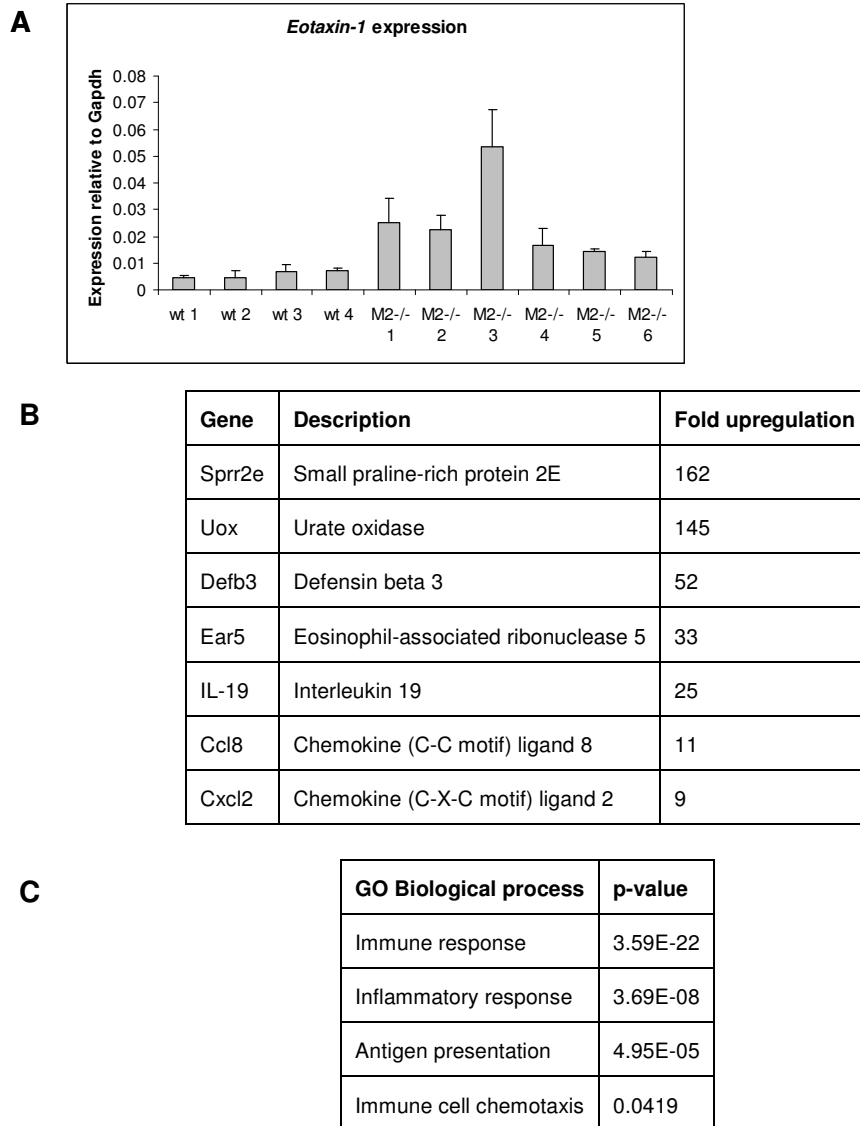 A
Eotaxin-1 expression
Expression relative to Gapdh
0.08
0.07
0.06
0.05
0.04
0.03
0.02
0.01
0
wt 1 wt 2 wt 3 wt 4 M2-/- 1 M2-/- 2 M2-/- 3 M2-/- 4 M2-/- 5 M2-/- 6
B
Gene Description Fold upregulation
Sprr2e Small praline-rich protein 2E 162
Uox Urate oxidase 145
Defb3 Defensin beta 3 52
Ear5 Eosinophil-associated ribonuclease 5 33
IL-19 Interleukin 19 25
Ccl8 Chemokine (C-C motif) ligand 8 11
Cxcl2 Chemokine (C-X-C motif) ligand 2 9
C
GO Biological process p-value
Immune response 3.59E-22
Inflammatory response 3.69E-08
Antigen presentation 4.95E-05
Immune cell chemotaxis 0.0419